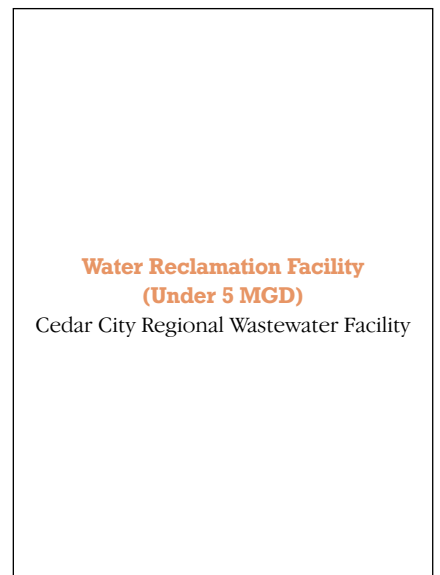 Water Reclamation Facility
(Under 5 MGD)
Cedar City Regional Wastewater Facility